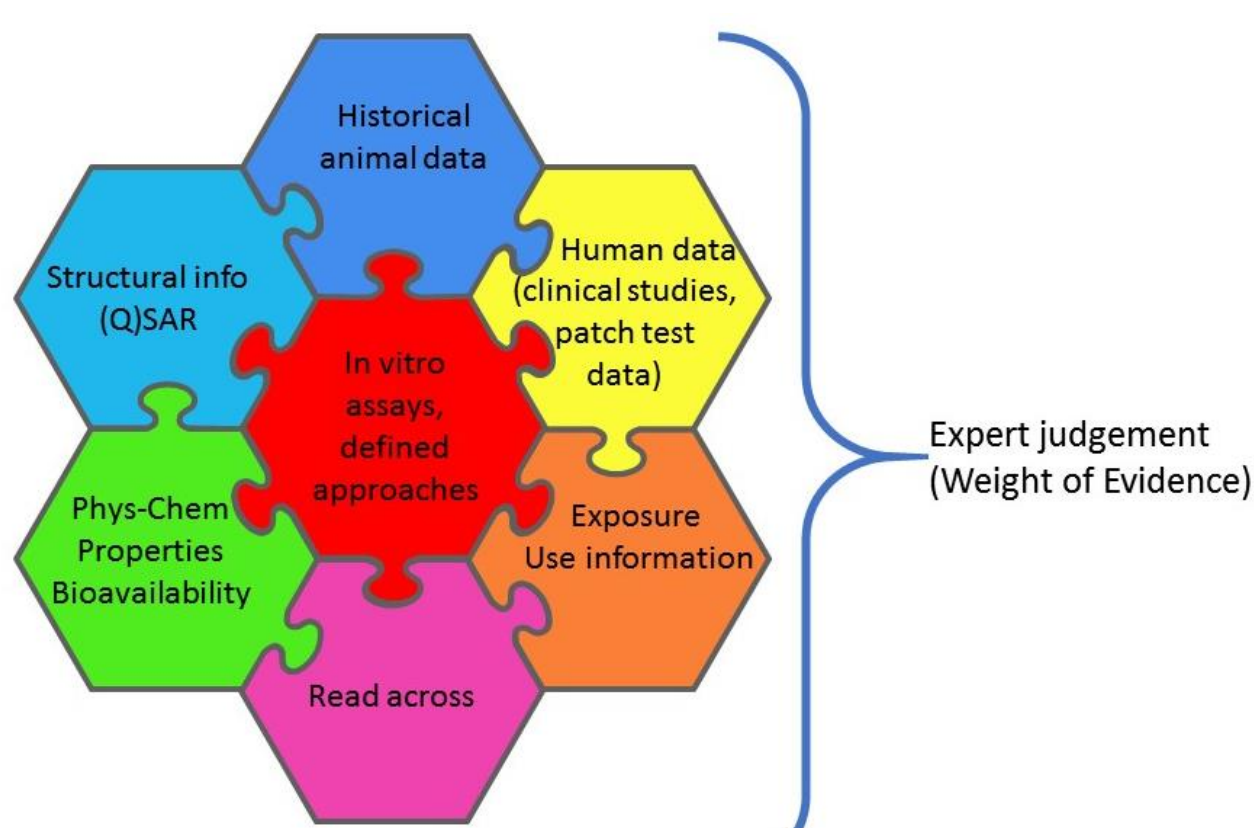 Historical
animal data
Structural info
(Q)SAR
Human data
(clinical studies,
patch test
data)
In vitro
assays,
defined
approaches
Phys-Chem
Properties
Bioavailability
Exposure
Use information
Read across
Expert judgement
(Weight of Evidence)